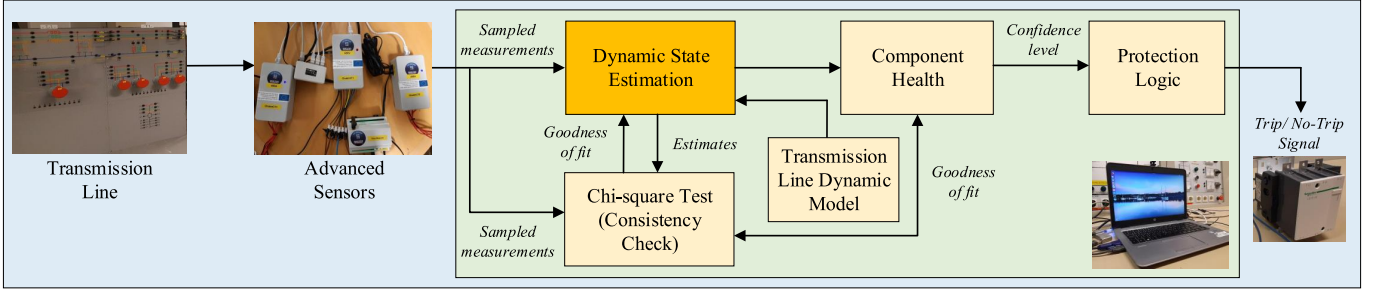 Sampled
measurements
Dynamic State
Estimation
Component
Health
Confidence
level
Protection
Logic
Trip/ No-Trip
Signal
Transmission
Line
Advanced
Sensors
Goodness
of fit
Estimates
Transmission
Line Dynamic
Model
Goodness
of fit
Chi-square Test
(Consistency
Check)
Sampled
measurements